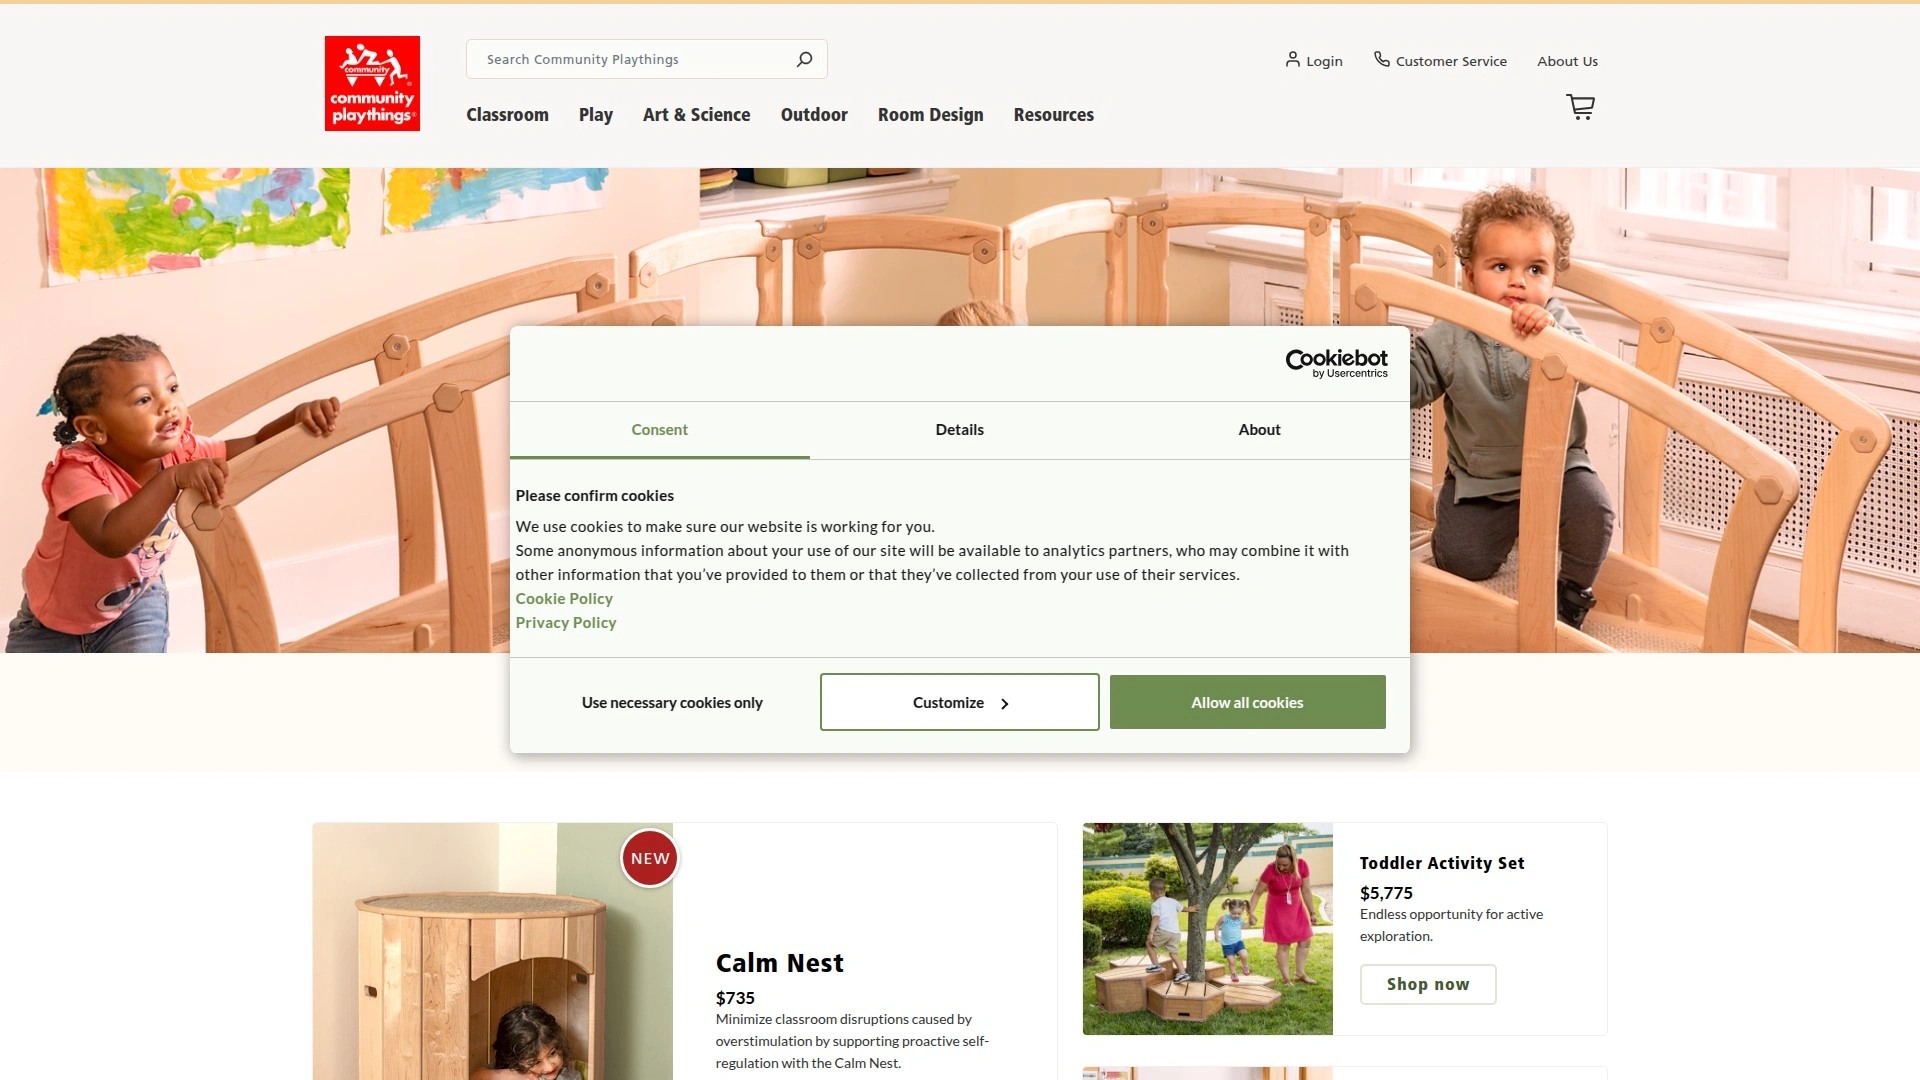 community
community
playthings®
Search Community Playthings
Login
Customer Service
About Us
Classroom
Play
Art & Science
Outdoor
Room Design
Resources
Cookiebot
by Usercentrics
Consent
Details
About
Please confirm cookies
We use cookies to make sure our website is working for you.
Some anonymous information about your use of our site will be available to analytics partners, who may combine it with
other information that you’ve provided to them or that they’ve collected from your use of their services.
Cookie Policy
Privacy Policy
Use necessary cookies only
Customize
Allow all cookies
NEW
Calm Nest
$735
Minimize classroom disruptions caused by
overstimulation by supporting proactive self-
regulation with the Calm Nest.
Toddler Activity Set
$5,775
Endless opportunity for active
exploration.
Shop now